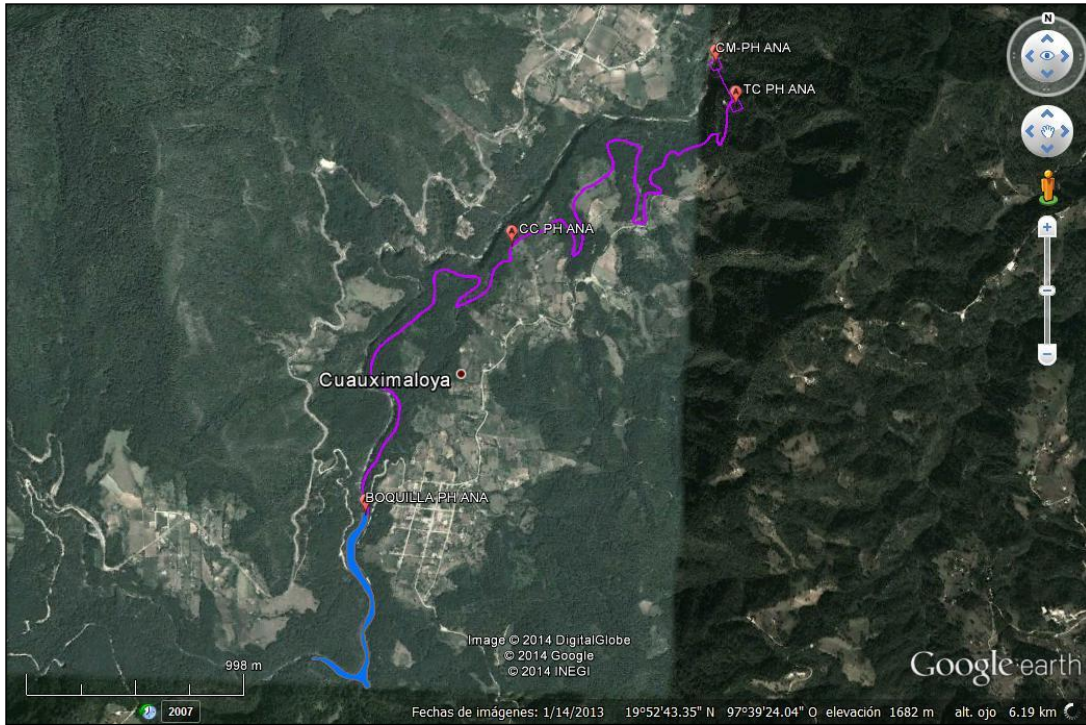 N
CM-PH ANA
TC PH ANA
CC PH ANA
Cuauximaloya
BOQUILLA PH ANA
Image © 2014 DigitalGlobe
© 2014 Google
© 2014 INEGI
998 m
Google earth
2007
Fechas de imágenes: 1/14/2013 19°52'43.35" N 97°39'24.04" O elevación 1682 m alt. ojo 6.19 km